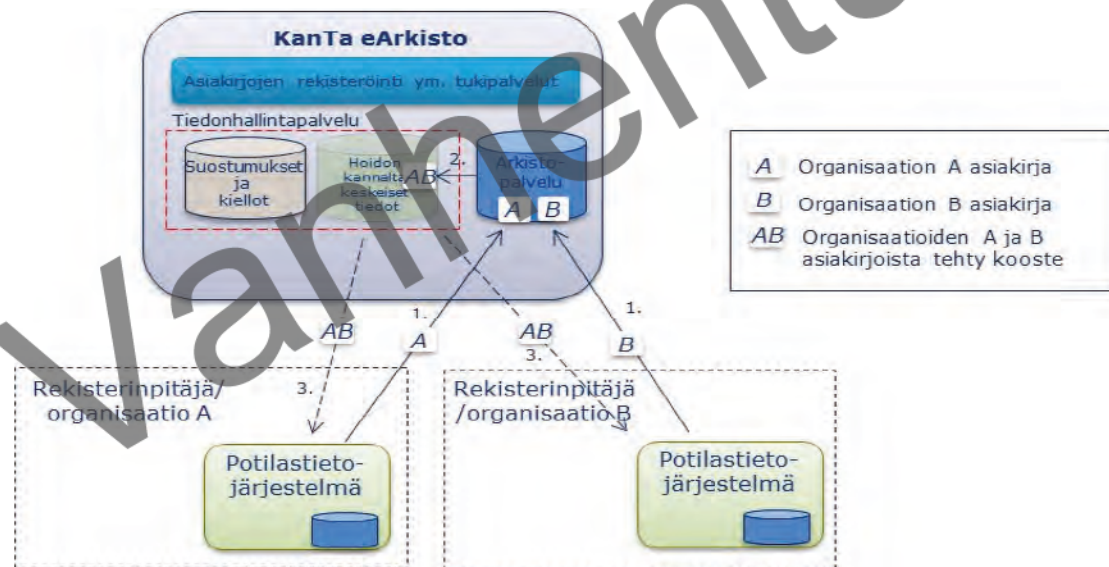 KanTa eArkisto
Asiakirjojen rekisteröinti ym. tukipalvelut
Tiedonhallintapalvelu
Suostumukset
ja
kiellot
Hoidon
kannalta
keskeiset
tiedot
AB
2.
Arkisto-
palvelu
A B
A Organisaation A asiakirja
B Organisaation B asiakirja
AB Organisaatioiden A ja B
asiakirjoista tehty kooste
1.
1.
AB
A
AB
B
3.
3.
Rekisterinpitäjä/
organisaatio A
Rekisterinpitäjä
/organisaatio B
Potilastieto-
järjestelmä
Potilastieto-
järjestelmä